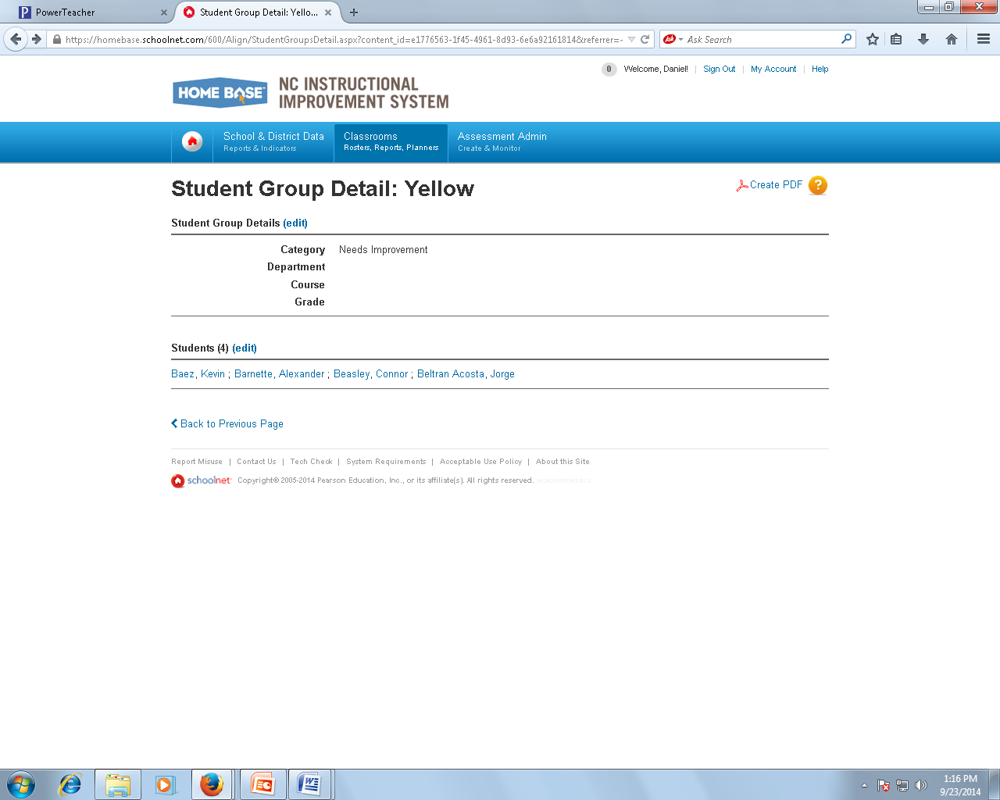 PowerTeacher
Student Group Detail: Yello...
https://homebase.schoolnet.com/600/Align/StudentGroupsDetail.aspx?content_id=e1776563-1f45-4961-8d93-6e6a92161814&referrer=~
Ask Ask Search
0 Welcome, Daniel! | Sign Out | My Account | Help
HOME BASE
NC INSTRUCTIONAL
IMPROVEMENT SYSTEM
School & District Data
Reports & Indicators
Classrooms
Rosters, Reports, Planners
Assessment Admin
Create & Monitor
Student Group Detail: Yellow
Create PDF ?
Student Group Details (edit)
Category Needs Improvement
Department
Course
Grade
Students (4) (edit)
Baez, Kevin ; Barnette, Alexander ; Beasley, Connor ; Beltran Acosta, Jorge
Back to Previous Page
Report Misuse | Contact Us | Tech Check | System Requirements | Acceptable Use Policy | About this Site
schoolnet Copyright© 2005-2014 Pearson Education, Inc., or its affiliate(s). All rights reserved.
1:16 PM
9/23/2014